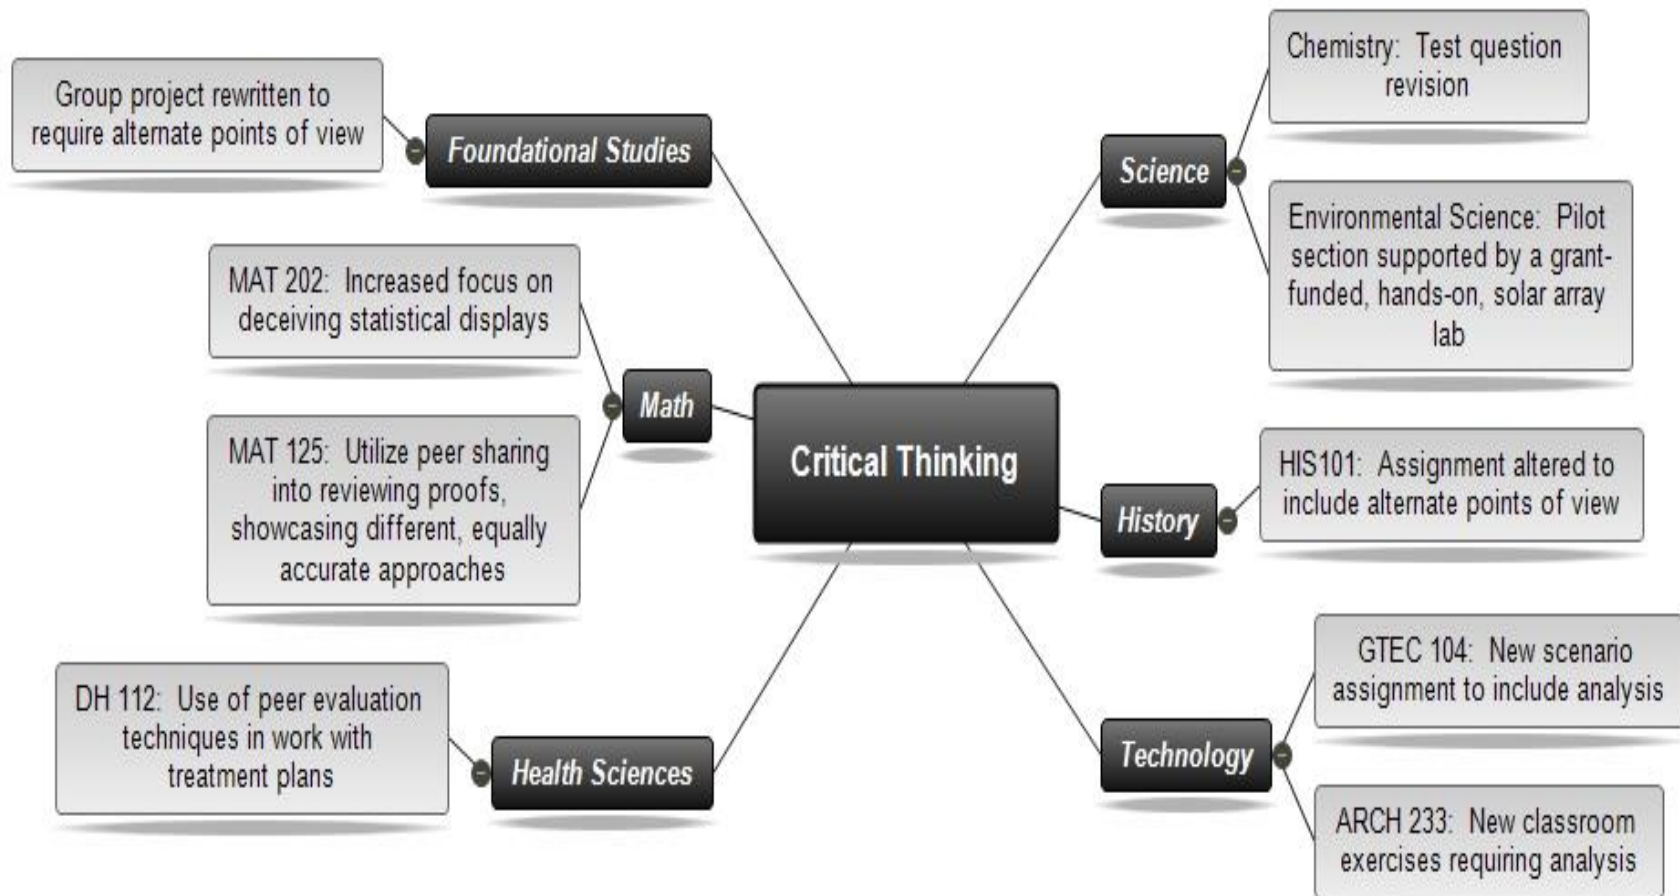 Group project rewritten to
require alternate points of view
Foundational Studies
MAT 202: Increased focus on
deceiving statistical displays
MAT 125: Utilize peer sharing
into reviewing proofs,
showcasing different, equally
accurate approaches
Math
DH 112: Use of peer evaluation
techniques in work with
treatment plans
Health Sciences
Critical Thinking
Science
Chemistry: Test question
revision
Environmental Science: Pilot
section supported by a grant-
funded, hands-on, solar array
lab
History
HIS101: Assignment altered to
include alternate points of view
Technology
GTEC 104: New scenario
assignment to include analysis
ARCH 233: New classroom
exercises requiring analysis